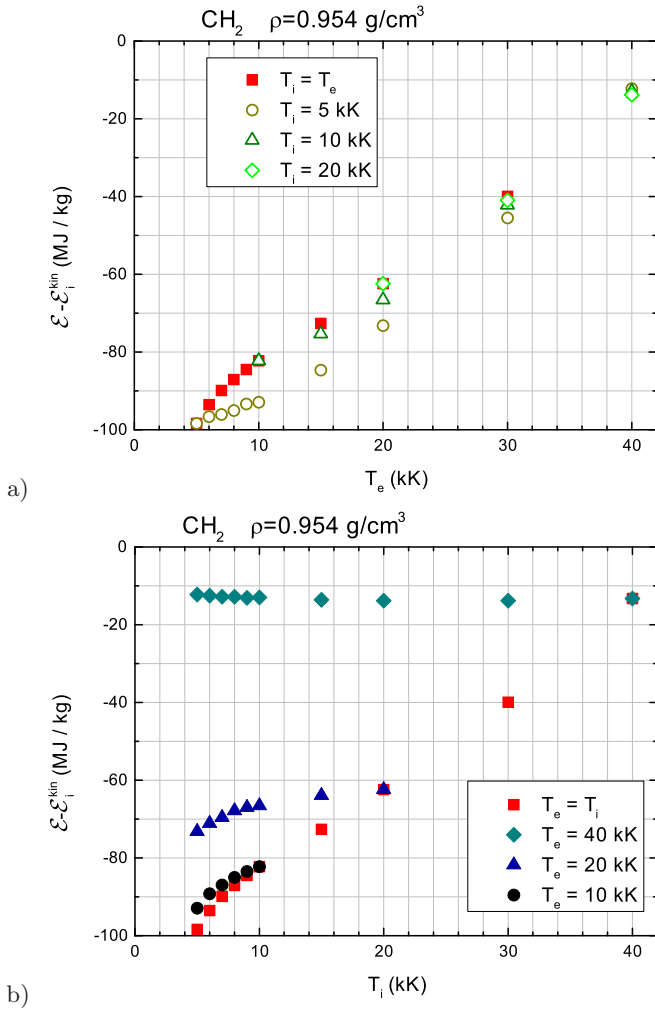 CH₂ ρ=0.954 g/cm³
0
-20
-40
-60
-80
-100
ℰ-ℰᵢᵏⁱⁿ (MJ / kg)
Tᵢ = Tₑ
Tᵢ = 5 kK
Tᵢ = 10 kK
Tᵢ = 20 kK
0 10 20 30 40
Tₑ (kK)
a)
CH₂ ρ=0.954 g/cm³
0
-20
-40
-60
-80
-100
ℰ-ℰᵢᵏⁱⁿ (MJ / kg)
Tₑ = Tᵢ
Tₑ = 40 kK
Tₑ = 20 kK
Tₑ = 10 kK
0 10 20 30 40
Tᵢ (kK)
b)